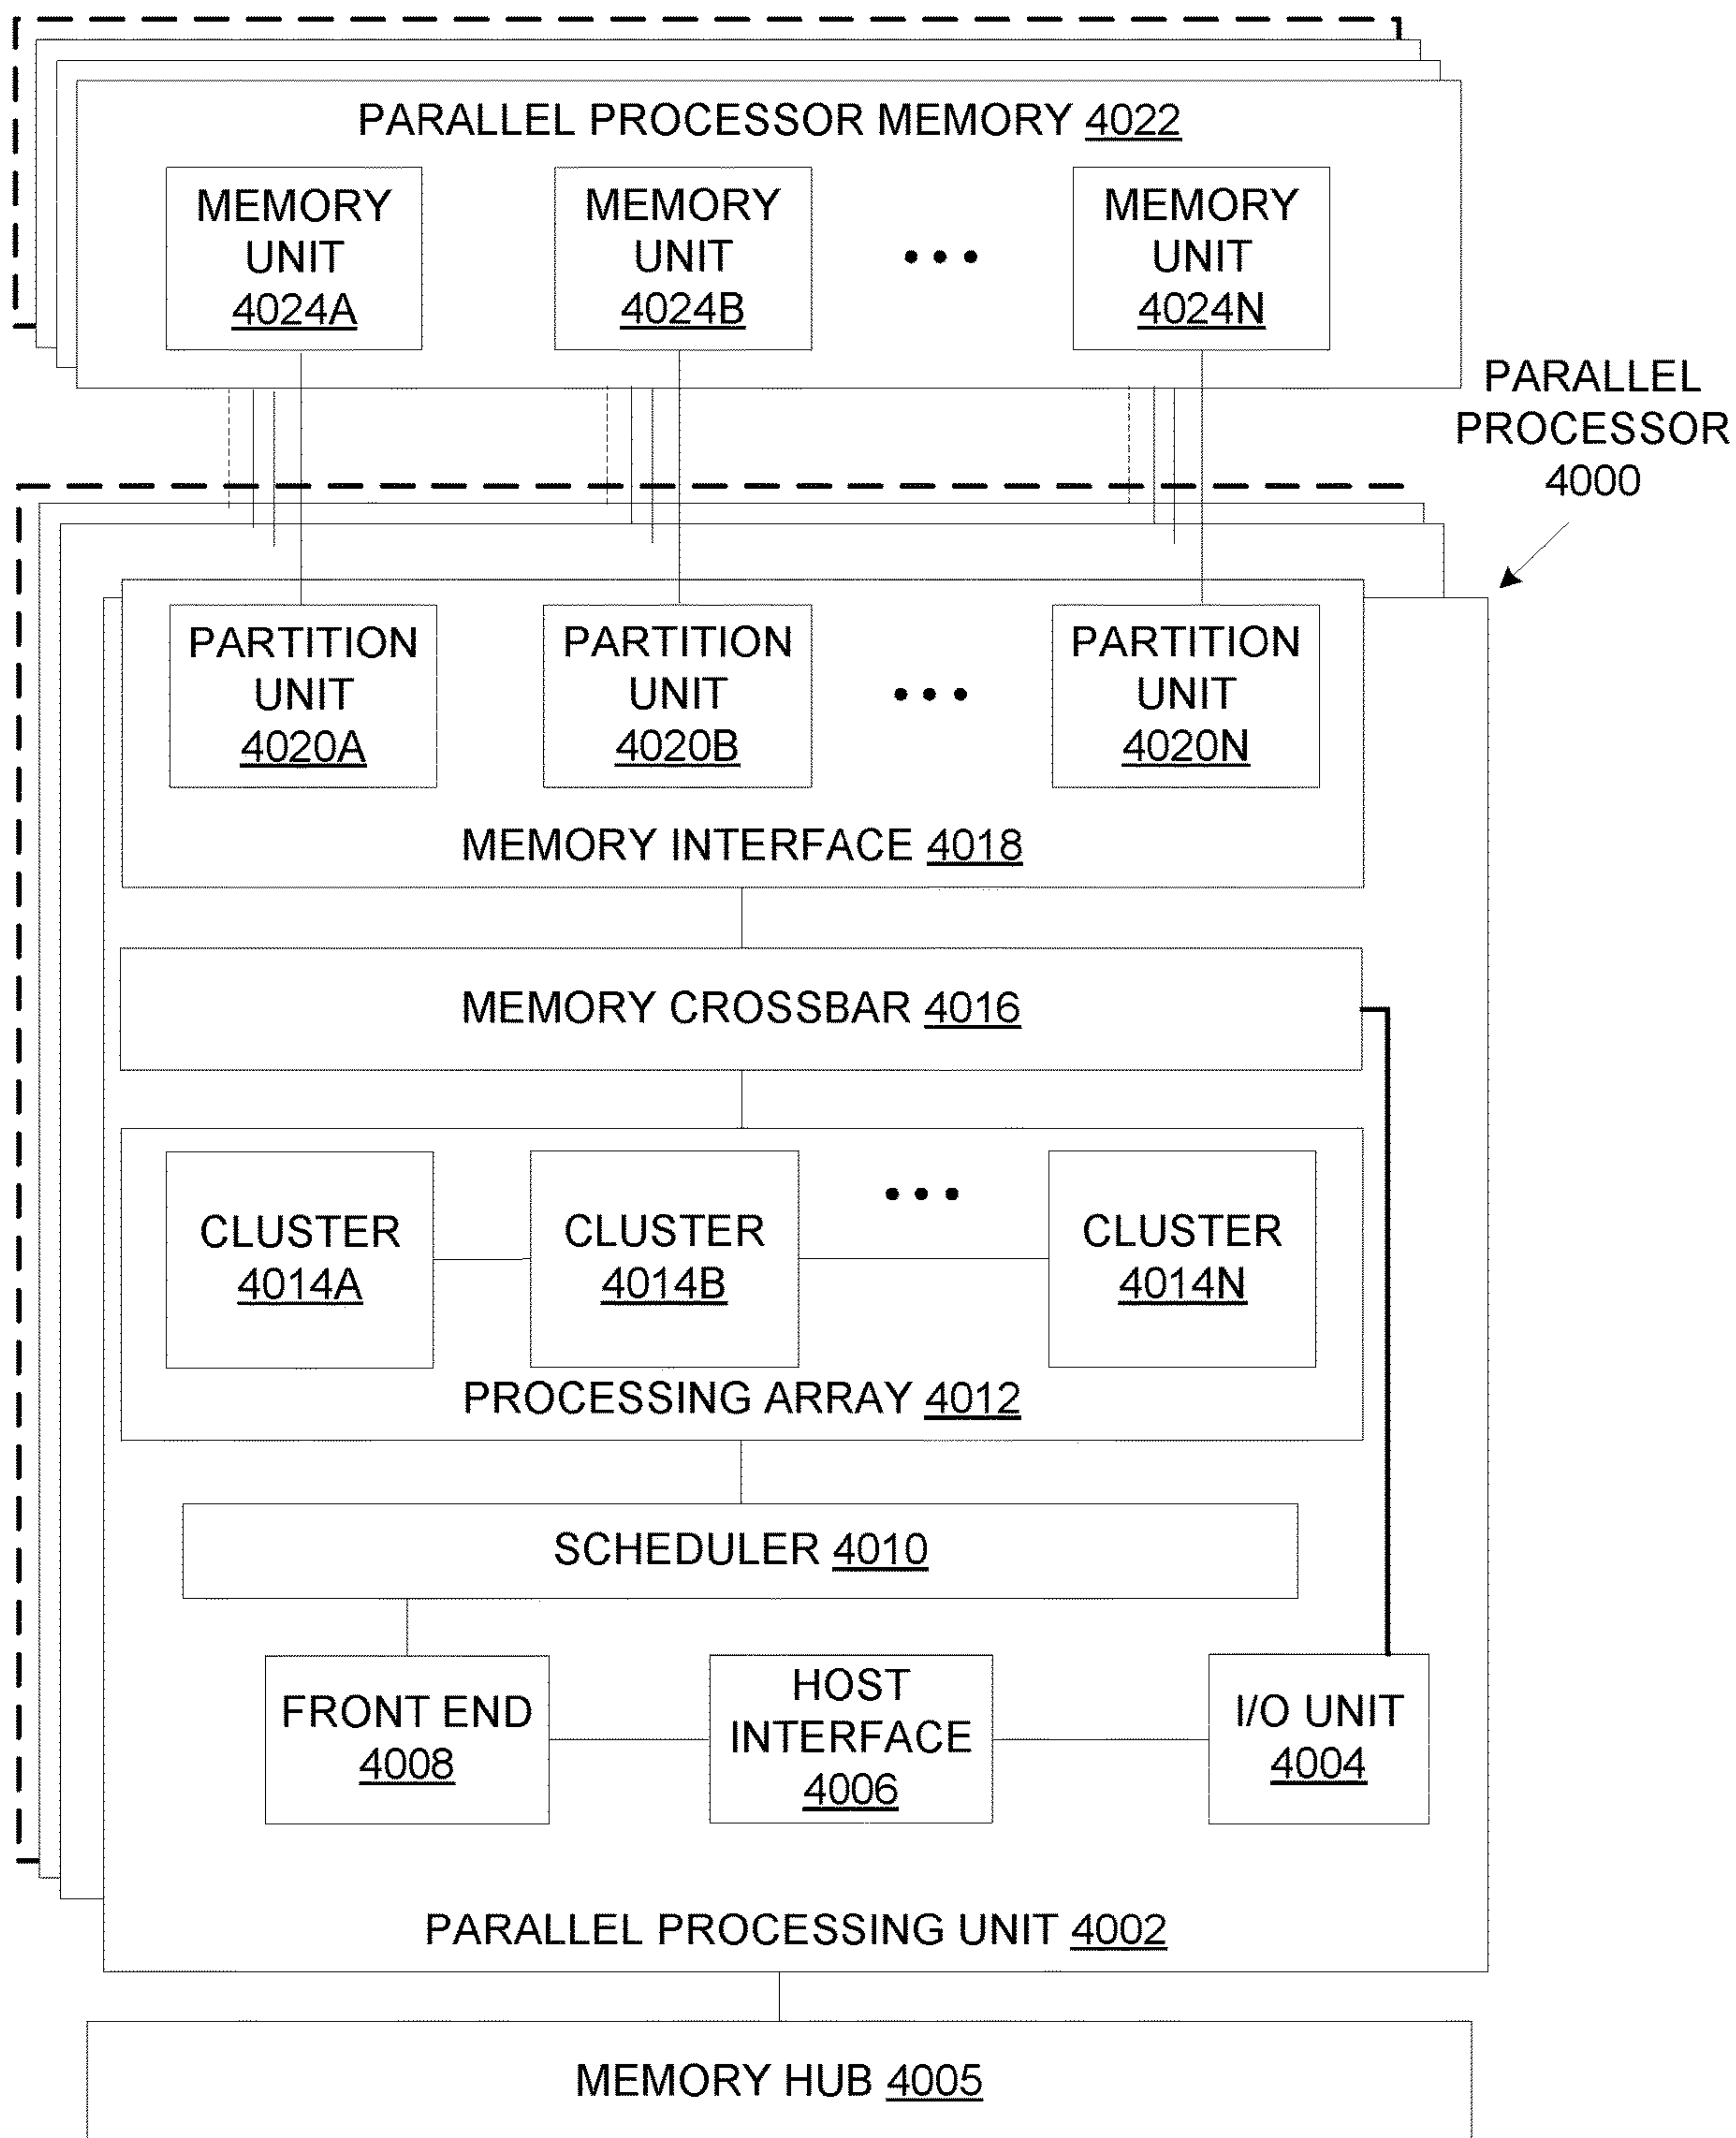 PARALLEL PROCESSOR MEMORY 4022
MEMORY
UNIT
4024A
MEMORY
UNIT
4024B
•••
MEMORY
UNIT
4024N
PARALLEL
PROCESSOR
4000
PARTITION
UNIT
4020A
PARTITION
UNIT
4020B
•••
PARTITION
UNIT
4020N
MEMORY INTERFACE 4018
MEMORY CROSSBAR 4016
CLUSTER
4014A
CLUSTER
4014B
•••
CLUSTER
4014N
PROCESSING ARRAY 4012
SCHEDULER 4010
FRONT END
4008
HOST
INTERFACE
4006
I/O UNIT
4004
PARALLEL PROCESSING UNIT 4002
MEMORY HUB 4005